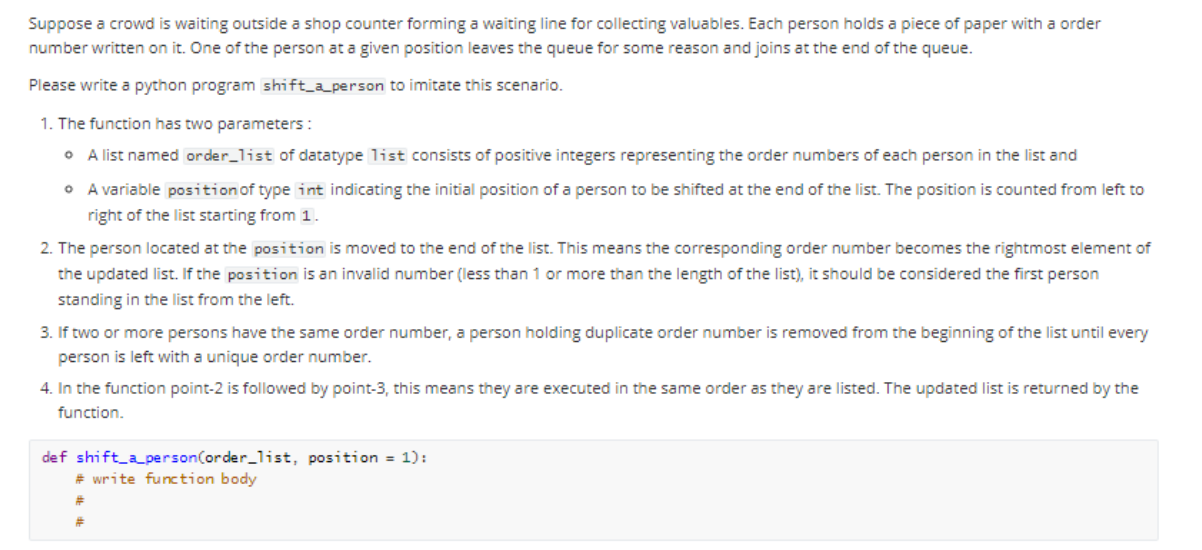 Suppose a crowd is waiting outside a shop counter forming a waiting line for collecting valuables. Each person holds a piece of paper with a order
number written on it. One of the person at a given position leaves the queue for some reason and joins at the end of the queue.
Please write a python program shift_a_person to imitate this scenario.
1. The function has two parameters :
o A list named order_list of datatype list consists of positive integers representing the order numbers of each person in the list and
o A variable position of type int indicating the initial position of a person to be shifted at the end of the list. The position is counted from left to
right of the list starting from 1.
2. The person located at the position is moved to the end of the list. This means the corresponding order number becomes the rightmost element of
the updated list. If the position is an invalid number (less than 1 or more than the length of the list), it should be considered the first person
standing in the list from the left.
3. If two or more persons have the same order number, a person holding duplicate order number is removed from the beginning of the list until every
person is left with a unique order number.
4. In the function point-2 is followed by point-3, this means they are executed in the same order as they are listed. The updated list is returned by the
function.
def shift_a_person(order_list, position = 1):
# write function body
#
#